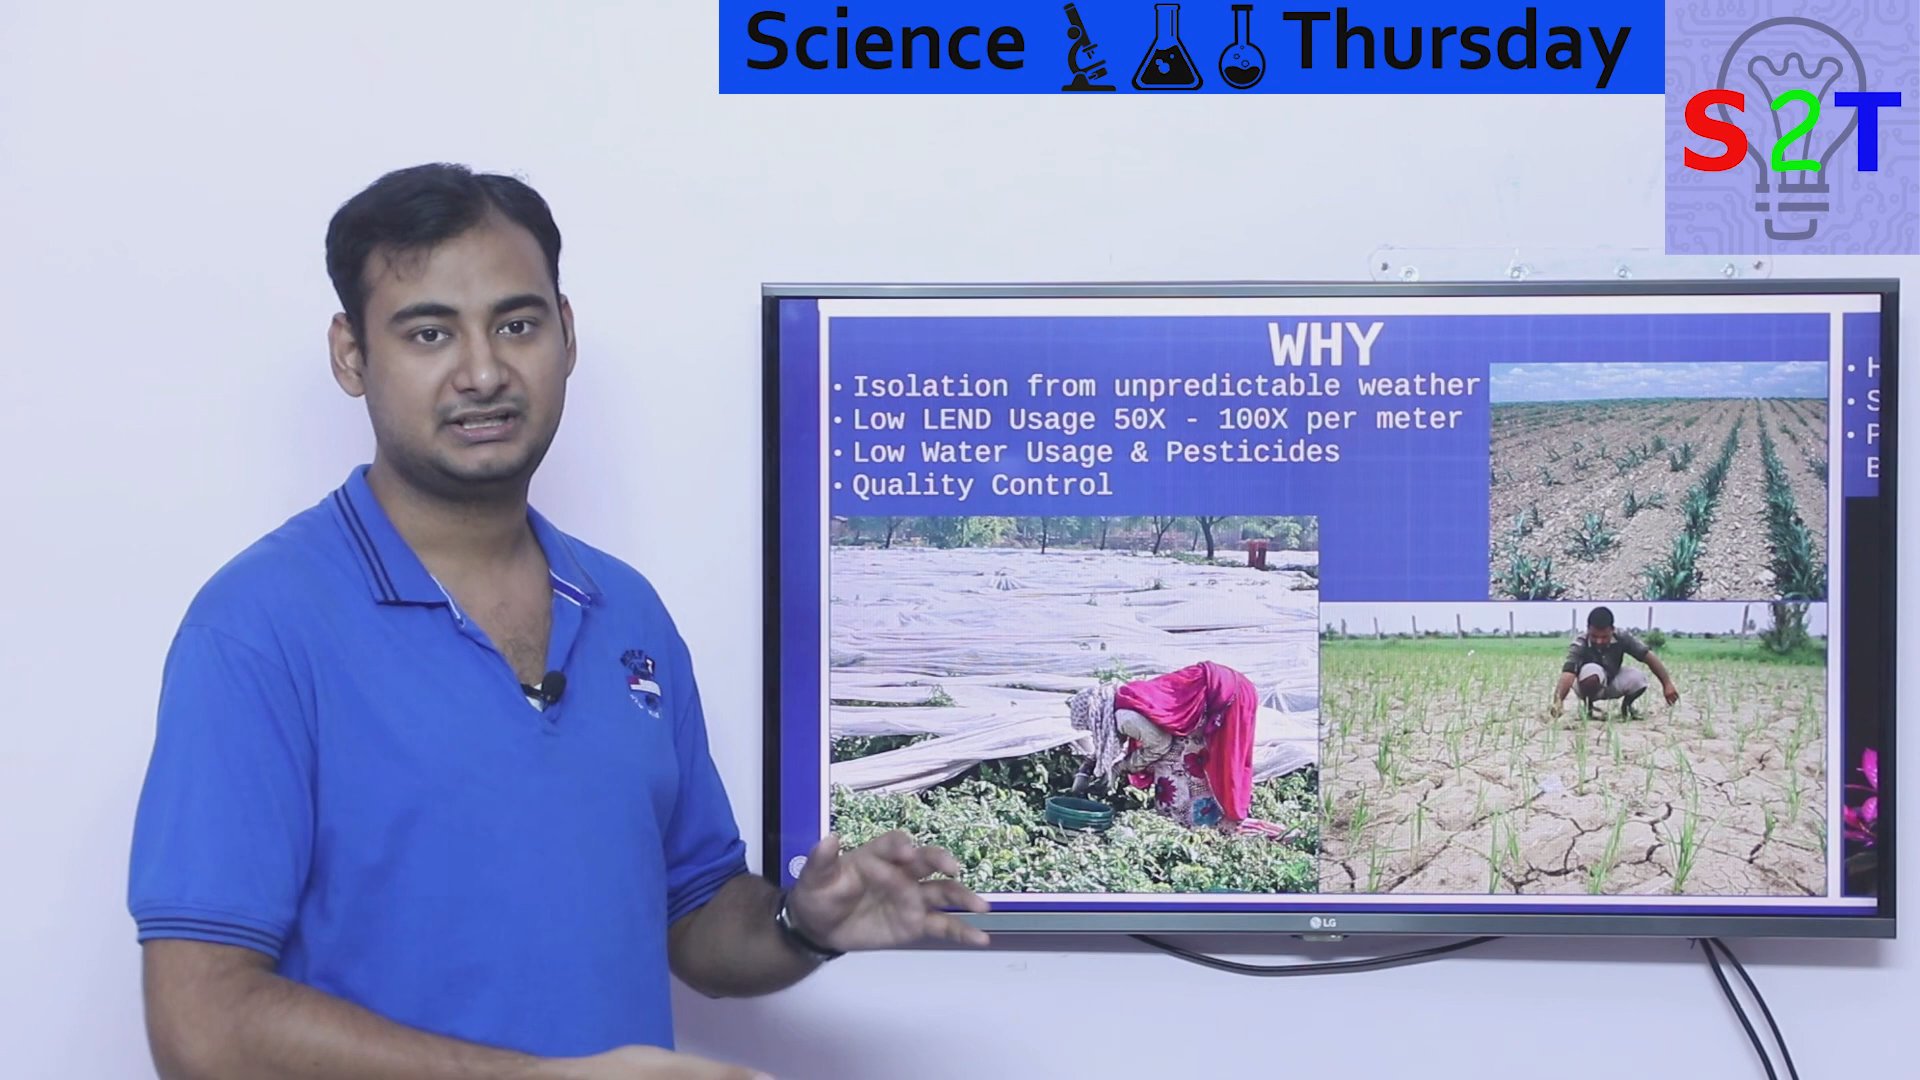 Science Thursday
S2T
WHY
• Isolation from unpredictable weather
• Low LEND Usage 50X - 100X per meter
• Low Water Usage & Pesticides
• Quality Control
• H
• S
• P
E
LG